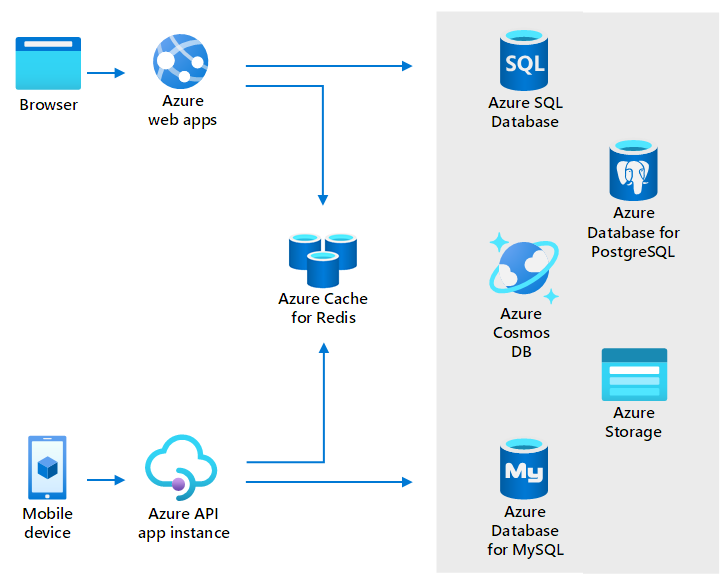 Browser
Azure
web apps
SQL
Azure SQL
Database
Azure
Database for
PostgreSQL
Azure Cache
for Redis
Azure
Cosmos
DB
Azure
Storage
Mobile
device
Azure API
app instance
My
Azure
Database
for MySQL